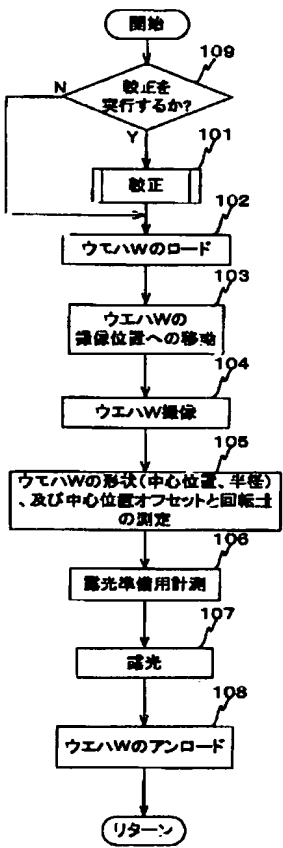 開始
109
N
較正を
実行するか?
Y
101
較正
102
ウエハWのロード
103
ウエハWの
撮像位置への移動
104
ウエハW撮像
105
ウエハWの形状(中心位置、半径)
、及び中心位置オフセットと回転量
の測定
106
露光準備用計測
107
露光
108
ウエハWのアンロード
リターン